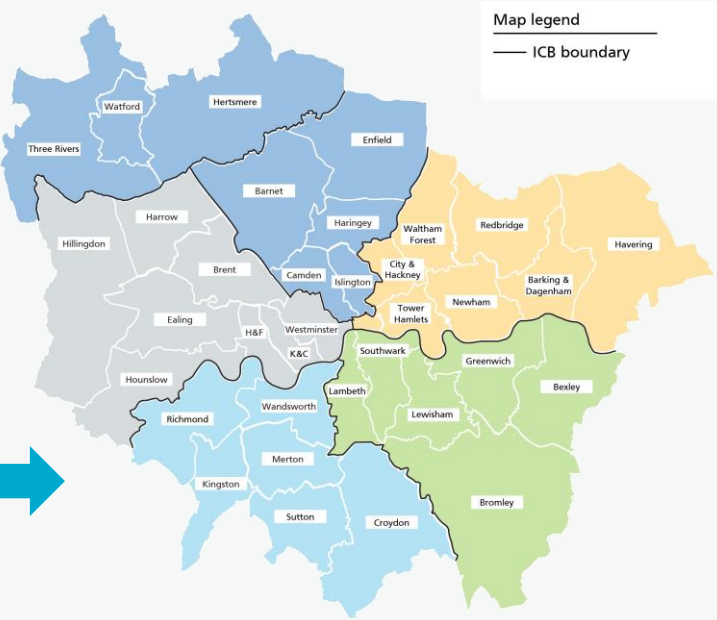 Map legend
ICB boundary
Watford
Hertsmere
Three Rivers
Enfield
Barnet
Haringey
Harrow
Hillingdon
Brent
Camden
Islington
Waltham
Forest
Redbridge
Havering
City &
Hackney
Barking &
Dagenham
Newham
Tower
Hamlets
Ealing
H&F
Westminster
K&C
Hounslow
Southwark
Greenwich
Bexley
Lambeth
Lewisham
Richmond
Wandsworth
Merton
Kingston
Sutton
Croydon
Bromley